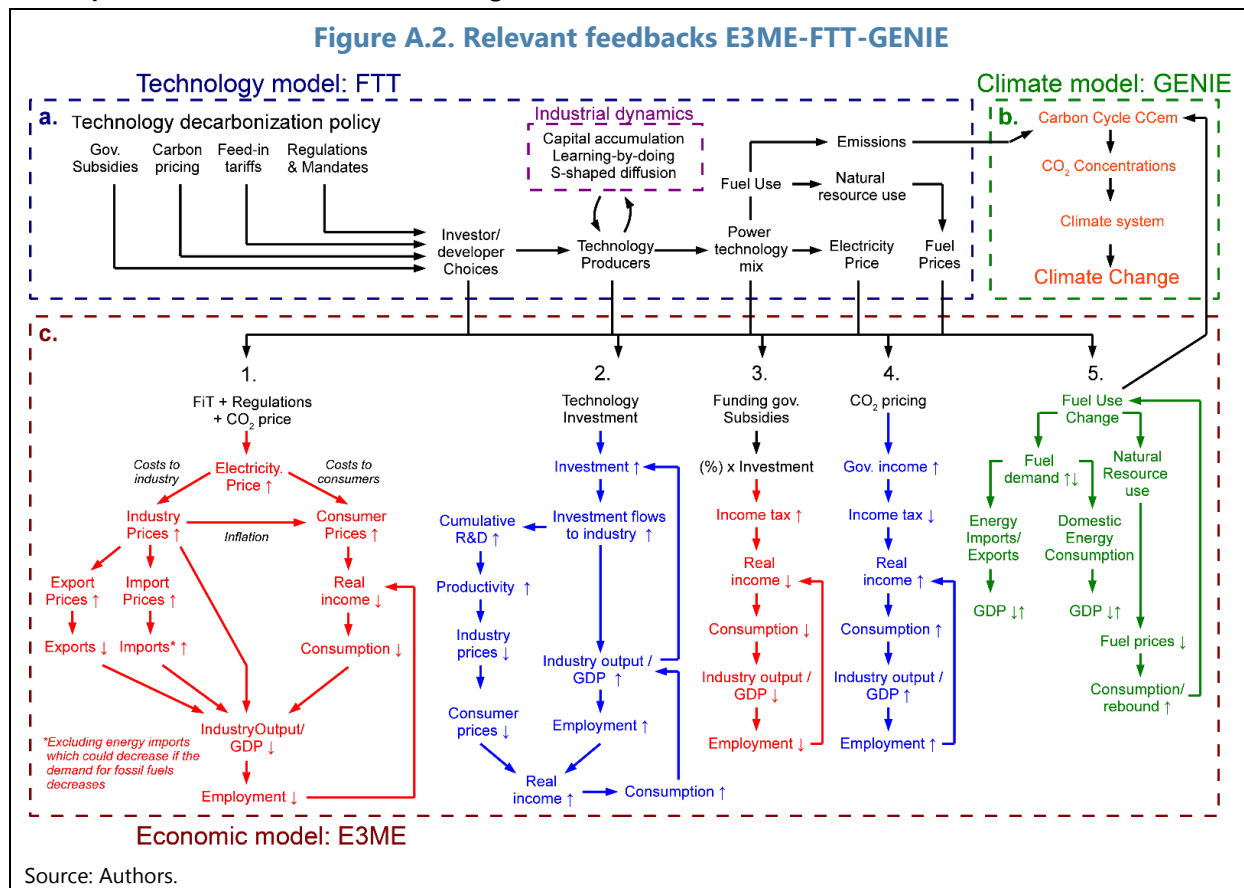 Figure A.2. Relevant feedbacks E3ME-FTT-GENIE
Technology model: FTT
Climate model: GENIE
a.
Technology decarbonization policy
Gov.
Subsidies
Carbon
pricing
Feed-in
tariffs
Regulations
& Mandates
Industrial dynamics
Capital accumulation
Learning-by-doing
S-shaped diffusion
Investor/
developer
Choices
Technology
Producers
Emissions
Fuel Use
Natural
resource use
Power
technology
mix
Electricity
Price
Fuel
Prices
b.
Carbon Cycle CCem
CO₂ Concentrations
Climate system
Climate Change
c.
1.
FiT + Regulations
+ CO₂ price
Costs to
industry
Electricity.
Price ↑
Costs to
consumers
Industry
Prices ↑
Inflation
Consumer
Prices ↑
Export
Prices ↑
Import
Prices ↑
Real
income ↓
Exports ↓
Imports* ↑
Consumption ↓
IndustryOutput/
GDP ↓
*Excluding energy imports
which could decrease if the
demand for fossil fuels
decreases
Employment ↓
2.
Technology
Investment
Investment ↑
Cumulative
R&D ↑
Investment flows
to industry ↑
Productivity ↑
Industry
prices ↓
Industry output /
GDP ↑
Consumer
prices ↓
Employment ↑
Real
income ↑
Consumption ↑
3.
Funding gov.
Subsidies
(%) x Investment
Income tax ↑
Real
income ↓
Consumption ↓
Industry output /
GDP ↓
Employment ↓
4.
CO₂ pricing
Gov. income ↑
Income tax ↓
Real
income ↑
Consumption ↑
Industry output /
GDP ↑
Employment ↑
5.
Fuel Use
Change
Fuel
demand ↑↓
Natural
Resource
use
Energy
Imports/
Exports
Domestic
Energy
Consumption
GDP ↓↑
GDP ↓↑
Fuel prices ↓
Consumption/
rebound ↑
Economic model: E3ME
Source: Authors.